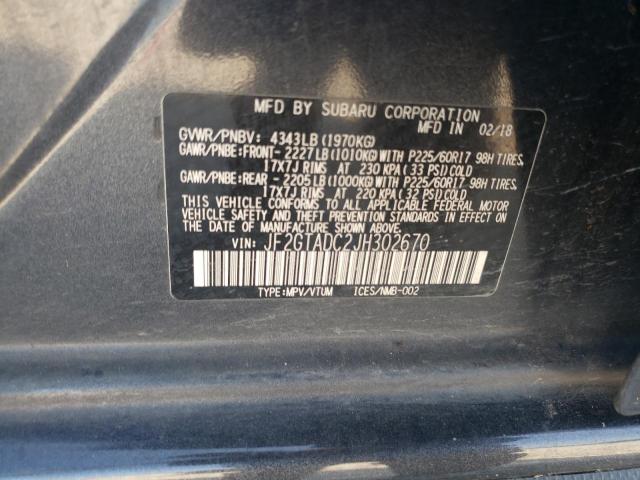 MFD BY SUBARU CORPORATION
MFD IN 02/18
GVWR/PNBV: 4343LB (1970KG)
GAWR/PNBE:FRONT- 2227LB (1010KG) WITH P225/60R17 98H TIRES,
17X7J RIMS AT 230 KPA (33 PSI) COLD
GAWR/PNBE:REAR - 2205LB (1000KG) WITH P225/60R17 98H TIRES,
17X7J RIMS AT 220 KPA (32 PSI) COLD
THIS VEHICLE CONFORMS TO ALL APPLICABLE FEDERAL MOTOR
VEHICLE SAFETY AND THEFT PREVENTION STANDARDS IN EFFECT ON
THE DATE OF MANUFACTURE SHOWN ABOVE.
VIN: JF2GTADC2JH302670
TYPE:MPV/VTUM ICES/NMB-002